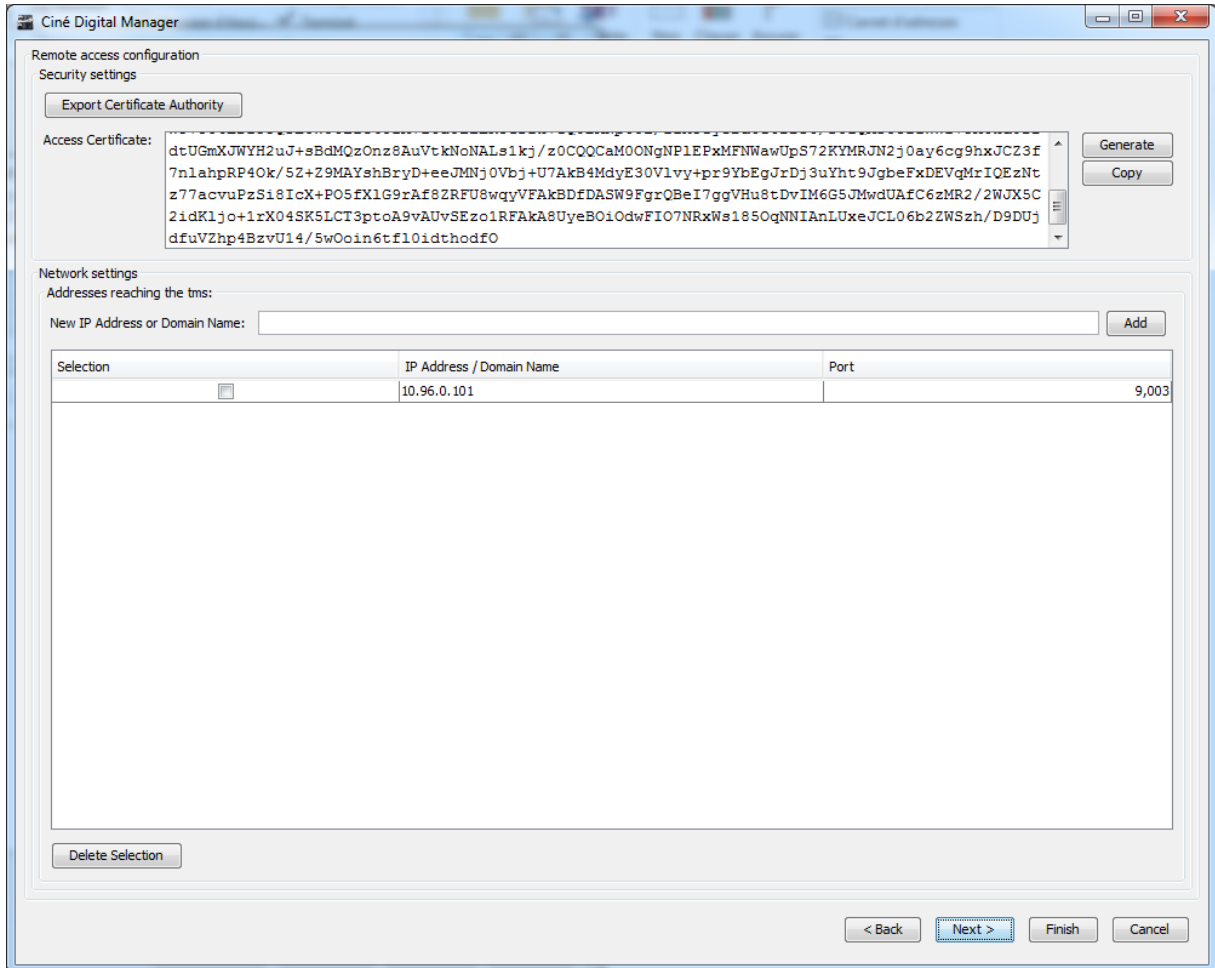 Ciné Digital Manager
Remote access configuration
Security settings
Export Certificate Authority
Access Certificate:
dtUGmXJWYH2uJ+sBdMQzOnz8AuVtkNoNALs1kj/z0CQQCaM0ONgNPlEPxMFNWawUpS72KYMRJN2j0ay6cg9hxJCZ3f
7nlahpRP4Ok/5Z+Z9MAYshBryD+eeJMNj0Vbj+U7AkB4MdyE30Vlvy+pr9YbEgJrDj3uYht9JgbeFxDEVqMrIQEzNt
z77acvuPzSi8IcX+PO5fXlG9rAf8ZRFU8wqyVFAkBDfDASW9FgrQBeI7ggVHu8tDvIM6G5JMwdUAfC6zMR2/2WJX5C
2idKljo+1rX04SK5LCT3ptoA9vAUvSEzo1RFAkA8UyeBOiOdwFIO7NRxWs185OqNNIAnLUxeJCL06b2ZWSzh/D9DUj
dfuVZhp4BzvU14/5wOoin6tfl0idthodfO
Generate
Copy
Network settings
Addresses reaching the tms:
New IP Address or Domain Name:
Add
Selection IP Address / Domain Name Port
10.96.0.101 9,003
Delete Selection
< Back Next > Finish Cancel